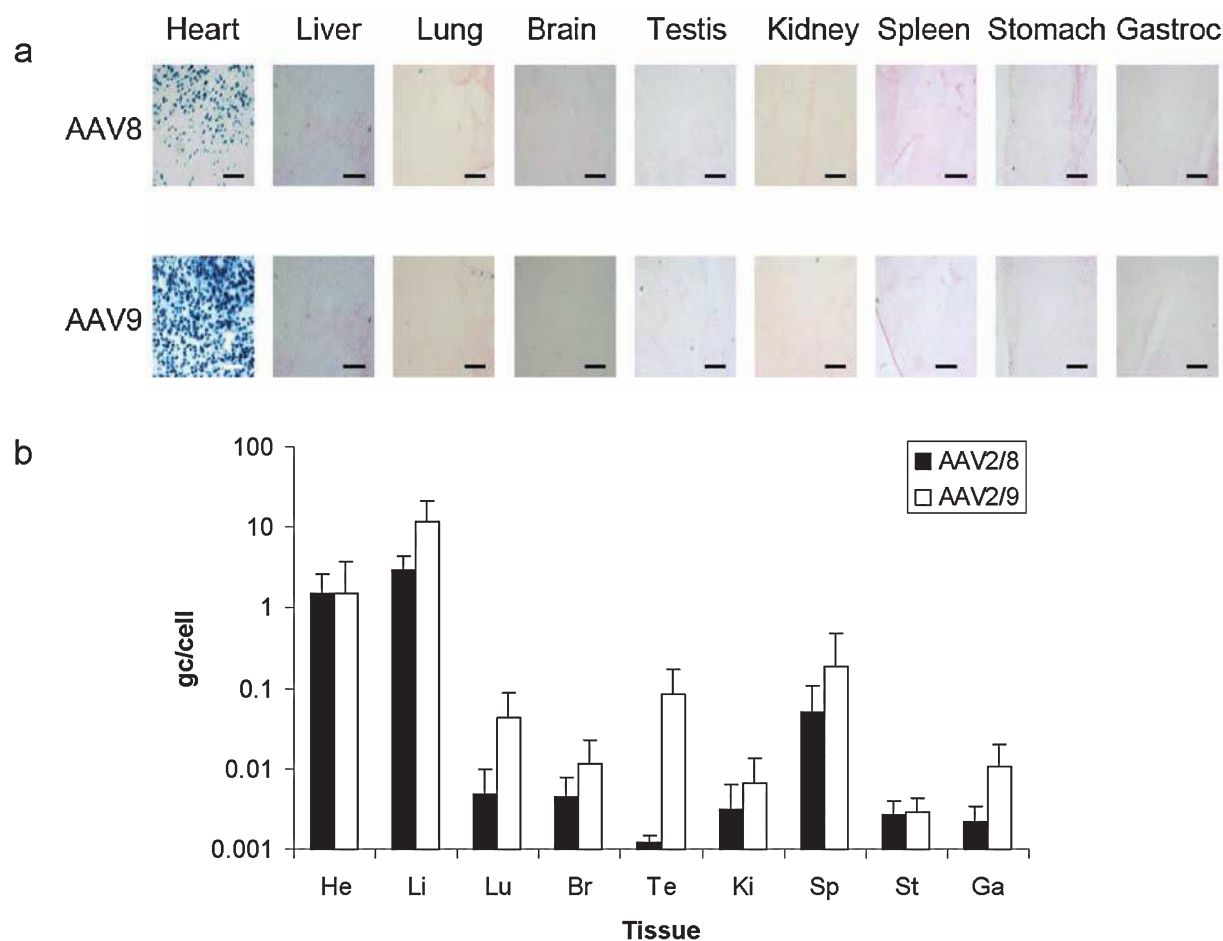 a
Heart Liver Lung Brain Testis Kidney Spleen Stomach Gastroc
AAV8
AAV9
b
100
10
1
0.1
0.01
0.001
gc/cell
AAV2/8
AAV2/9
He Li Lu Br Te Ki Sp St Ga
Tissue